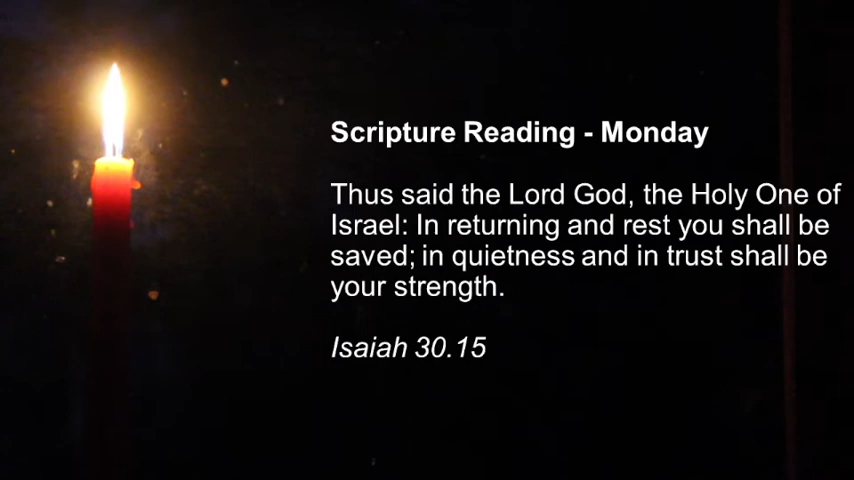 Scripture Reading - Monday
Thus said the Lord God, the Holy One of
Israel: In returning and rest you shall be
saved; in quietness and in trust shall be
your strength.
Isaiah 30.15